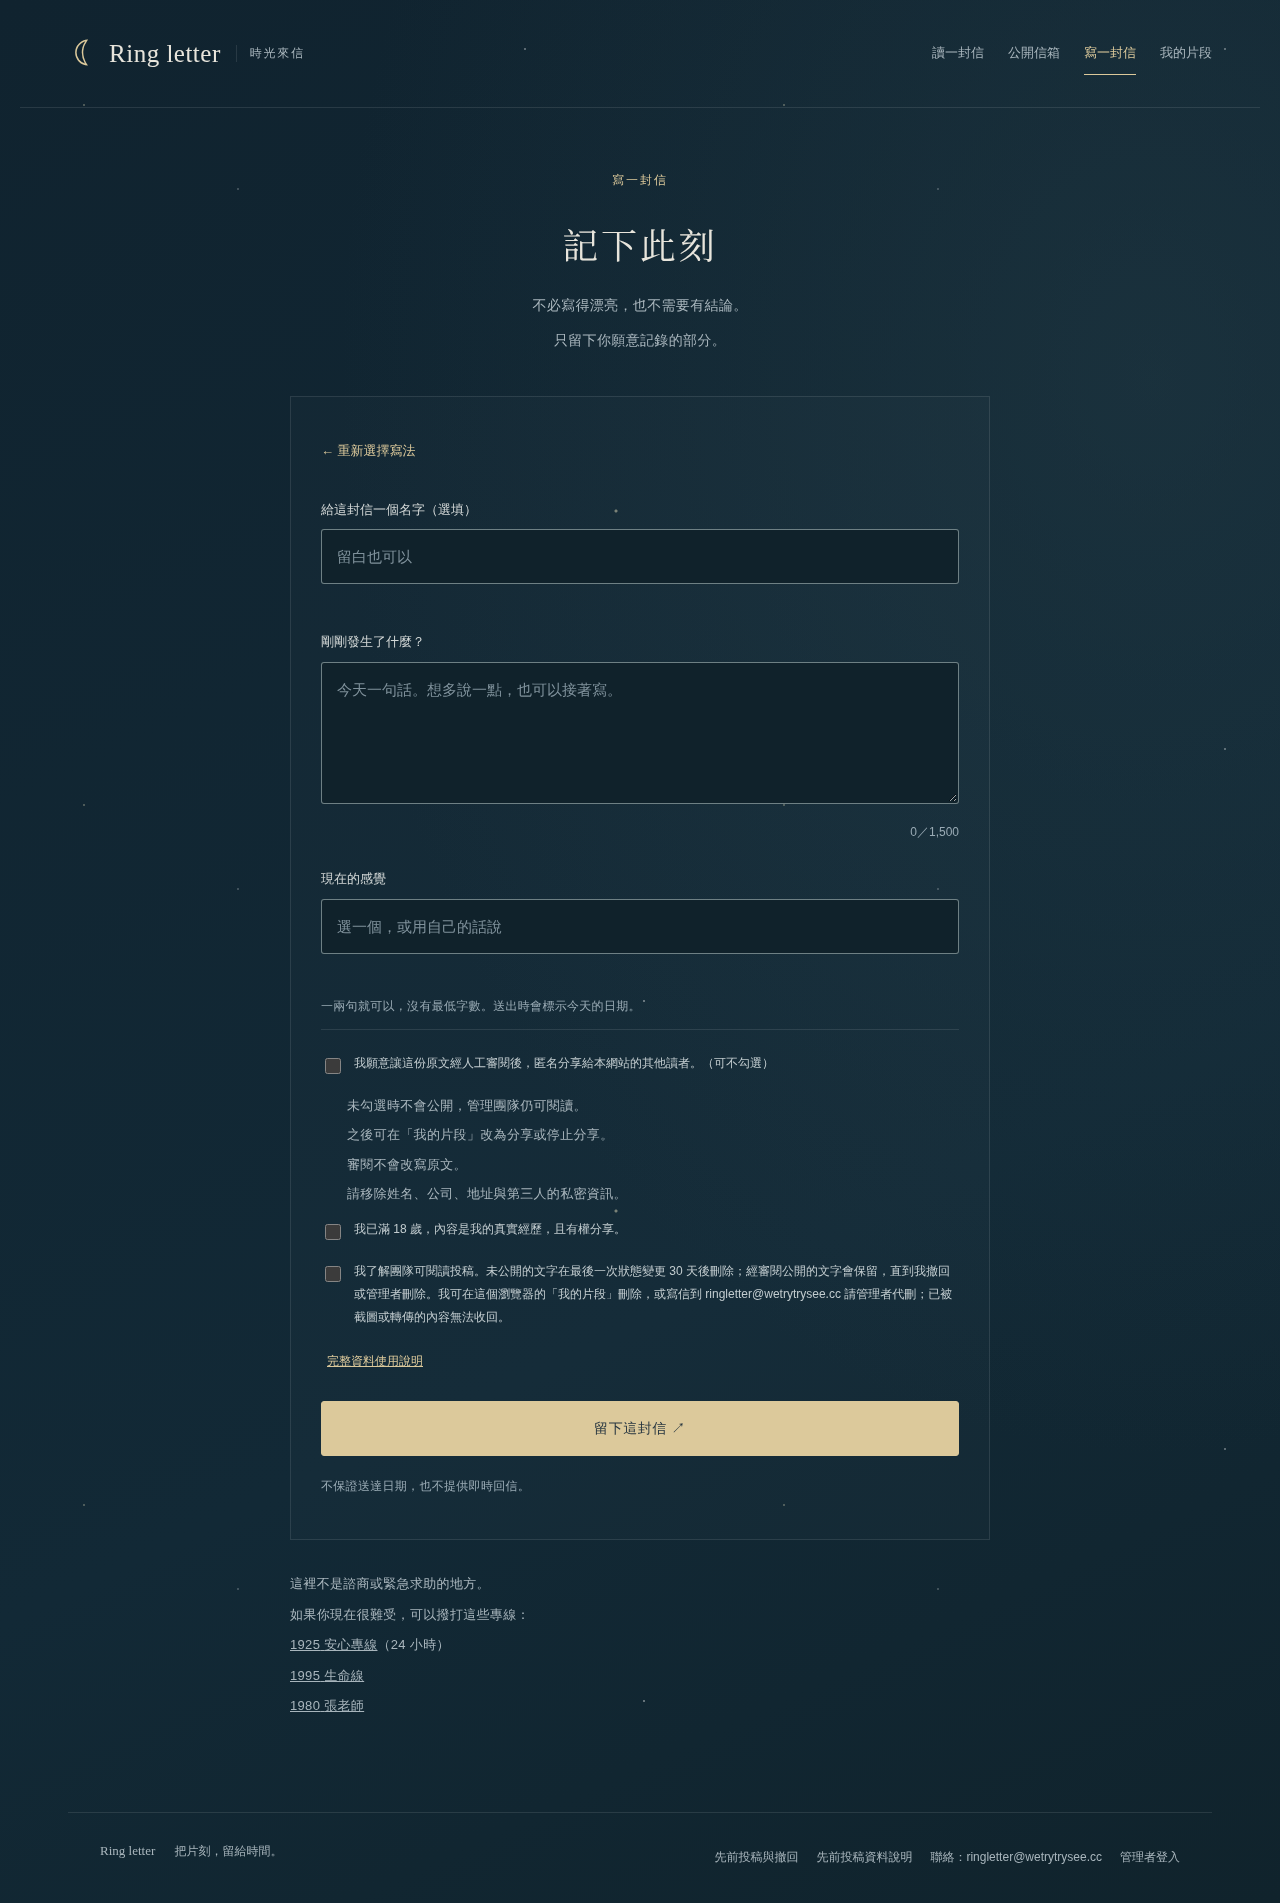 Ring letter
時光來信
讀一封信
公開信箱
寫一封信
我的片段
寫一封信
記下此刻
不必寫得漂亮，也不需要有結論。
只留下你願意記錄的部分。
← 重新選擇寫法
給這封信一個名字（選填）
留白也可以
剛剛發生了什麼？
今天一句話。想多說一點，也可以接著寫。
0／1,500
現在的感覺
選一個，或用自己的話說
一兩句就可以，沒有最低字數。送出時會標示今天的日期。
我願意讓這份原文經人工審閱後，匿名分享給本網站的其他讀者。（可不勾選）
未勾選時不會公開，管理團隊仍可閱讀。
之後可在「我的片段」改為分享或停止分享。
審閱不會改寫原文。
請移除姓名、公司、地址與第三人的私密資訊。
我已滿 18 歲，內容是我的真實經歷，且有權分享。
我了解團隊可閱讀投稿。未公開的文字在最後一次狀態變更 30 天後刪除；經審閱公開的文字會保留，直到我撤回
或管理者刪除。我可在這個瀏覽器的「我的片段」刪除，或寫信到 ringletter@wetrytrysee.cc 請管理者代刪；已被
截圖或轉傳的內容無法收回。
完整資料使用說明
留下這封信 ↗
不保證送達日期，也不提供即時回信。
這裡不是諮商或緊急求助的地方。
如果你現在很難受，可以撥打這些專線：
1925 安心專線（24 小時）
1995 生命線
1980 張老師
Ring letter
把片刻，留給時間。
先前投稿與撤回
先前投稿資料說明
聯絡：ringletter@wetrytrysee.cc
管理者登入